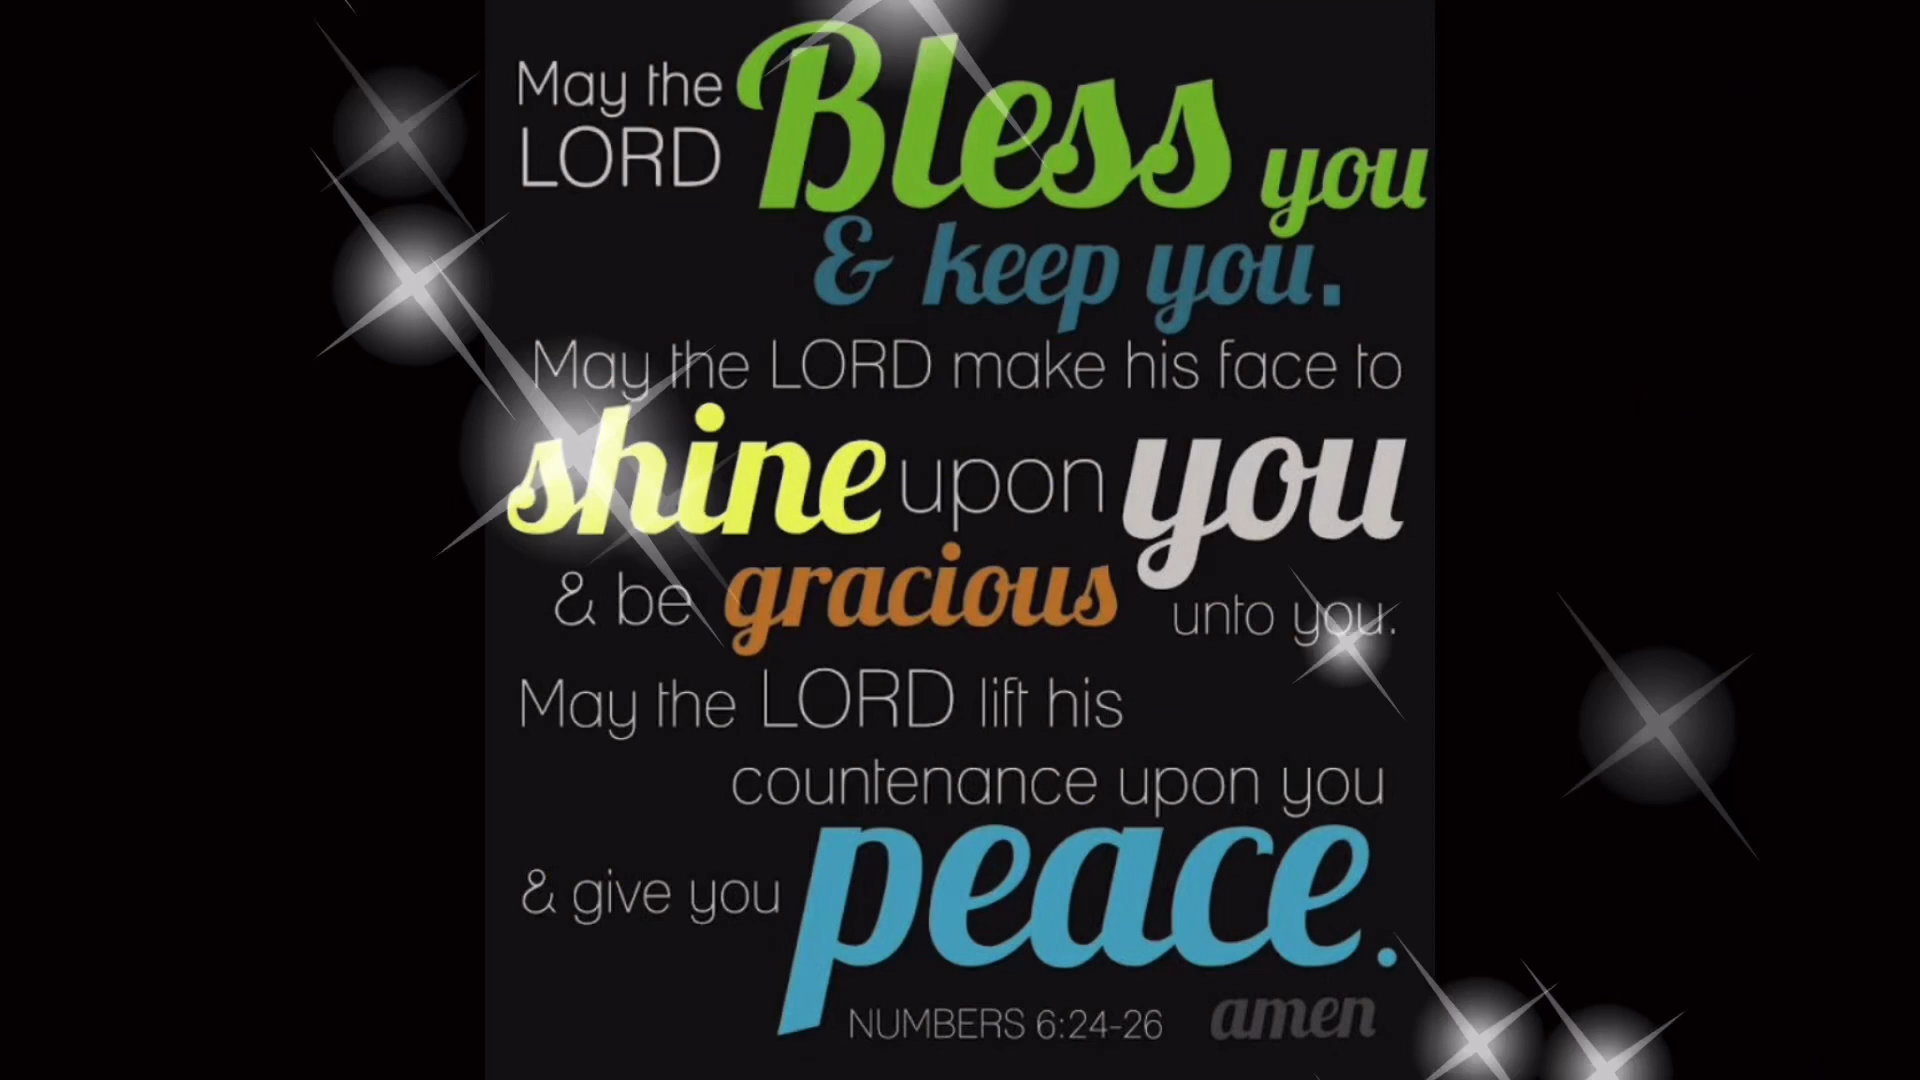 May the
LORD Bless you
& keep you.
May the LORD make his face to
shine upon you
& be gracious unto you.
May the LORD lift his
countenance upon you
& give you peace.
NUMBERS 6:24-26 amen